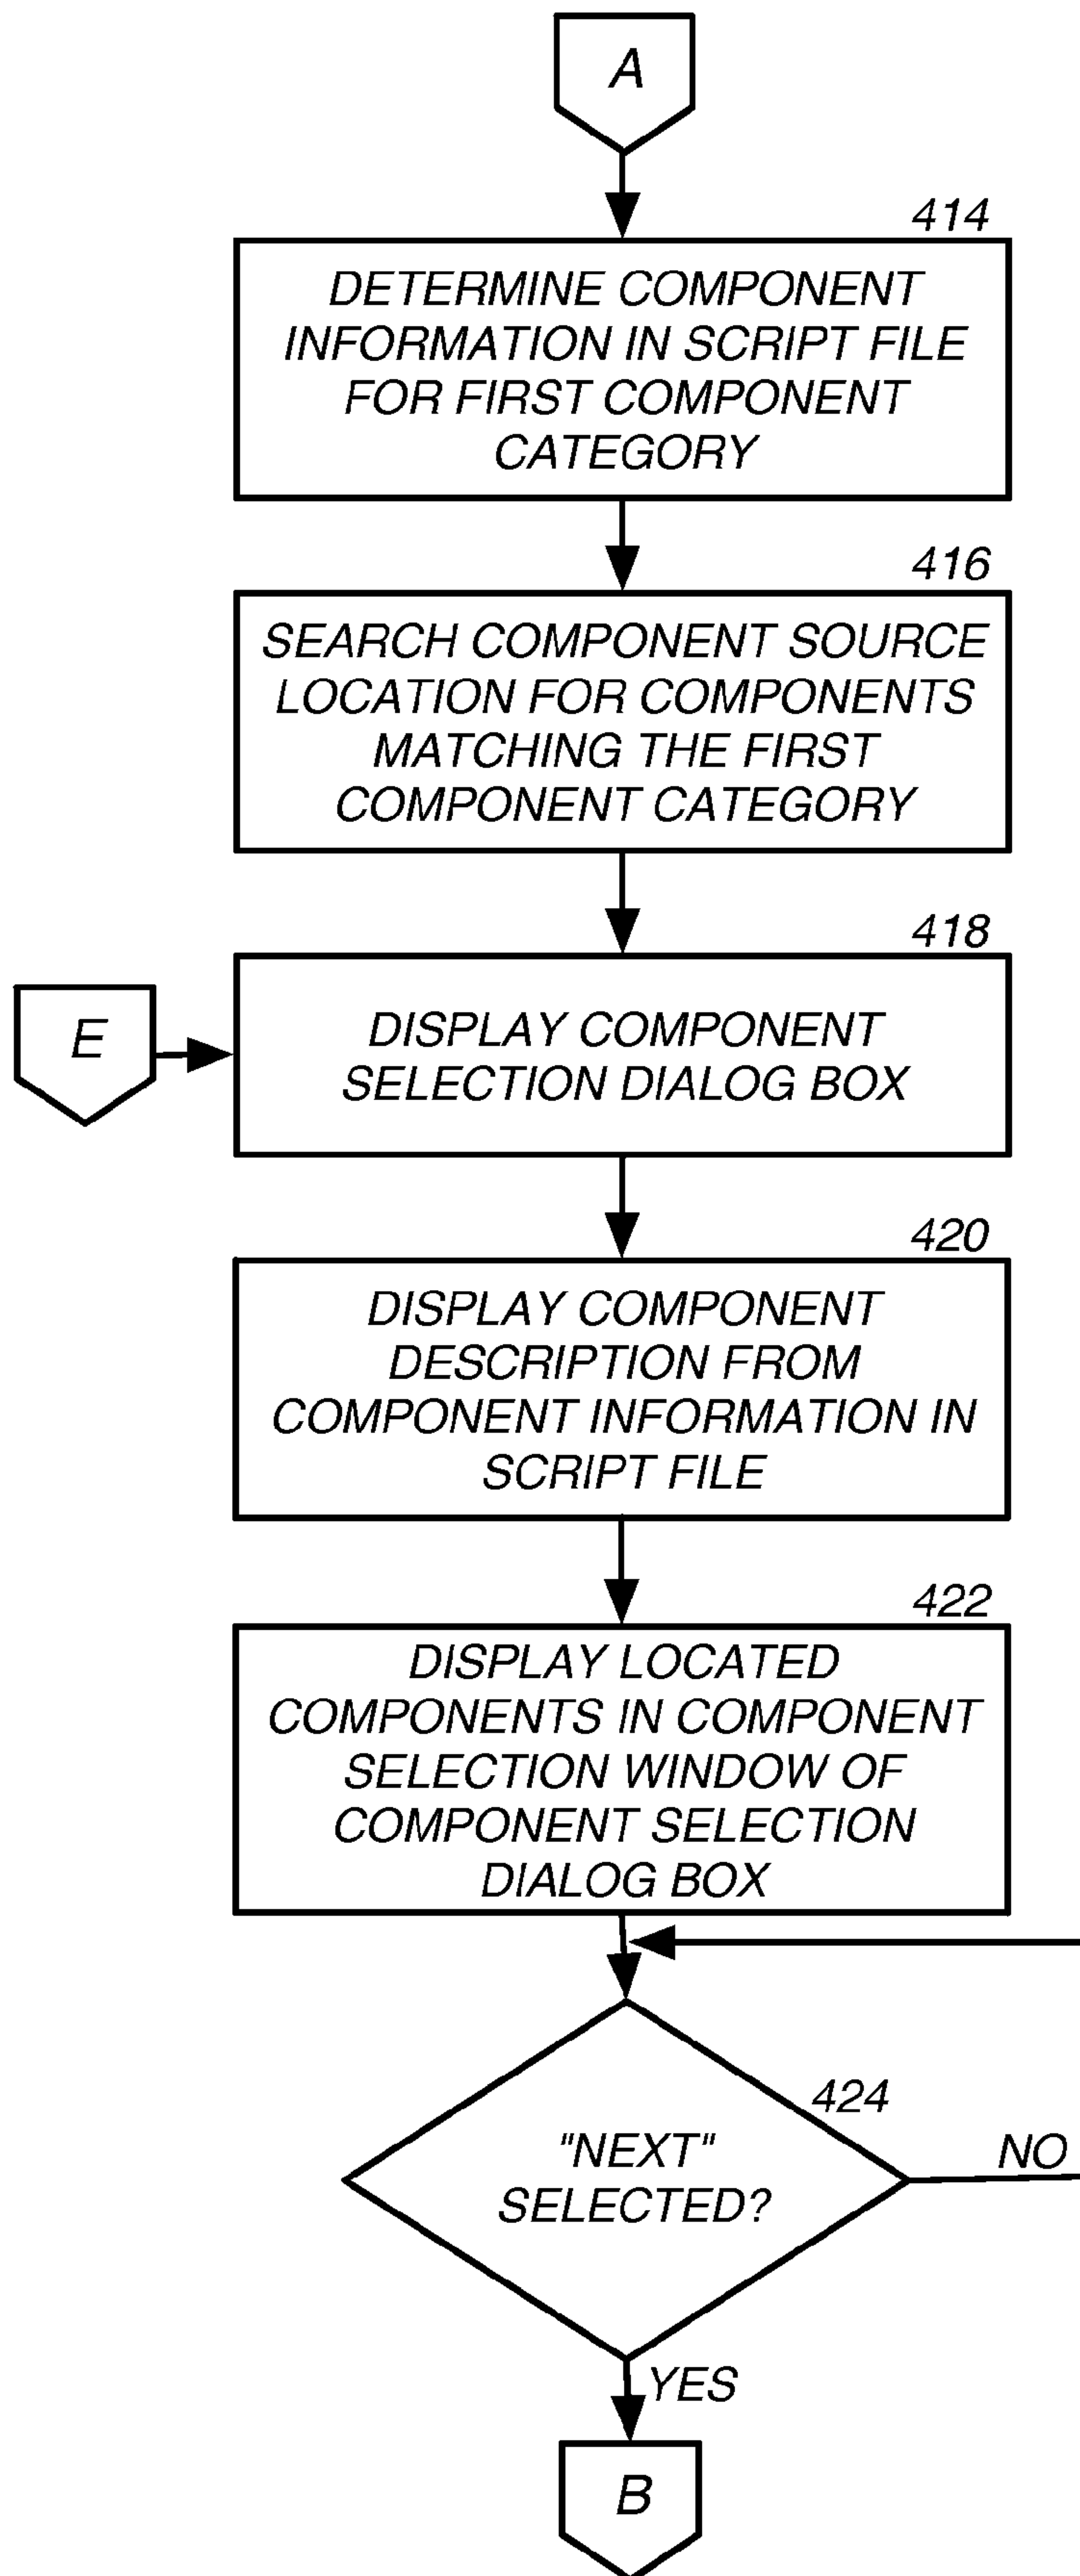 A
414
DETERMINE COMPONENT
INFORMATION IN SCRIPT FILE
FOR FIRST COMPONENT
CATEGORY
416
SEARCH COMPONENT SOURCE
LOCATION FOR COMPONENTS
MATCHING THE FIRST
COMPONENT CATEGORY
418
E
DISPLAY COMPONENT
SELECTION DIALOG BOX
420
DISPLAY COMPONENT
DESCRIPTION FROM
COMPONENT INFORMATION IN
SCRIPT FILE
422
DISPLAY LOCATED
COMPONENTS IN COMPONENT
SELECTION WINDOW OF
COMPONENT SELECTION
DIALOG BOX
424
"NEXT"
SELECTED?
NO
YES
B